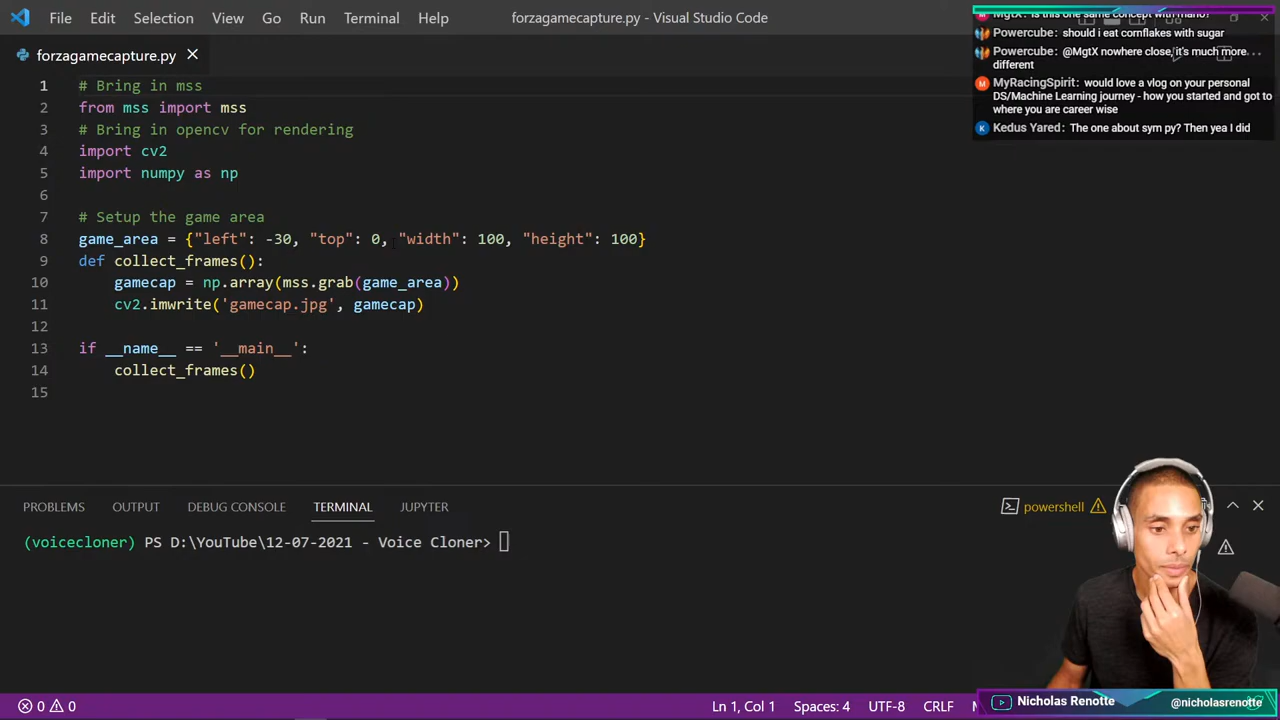 File Edit Selection View Go Run Terminal Help
forzagamecapture.py - Visual Studio Code
forzagamecapture.py
1 # Bring in mss
2 from mss import mss
3 # Bring in opencv for rendering
4 import cv2
5 import numpy as np
6
7 # Setup the game area
8 game_area = {"left": -30, "top": 0, "width": 100, "height": 100}
9 def collect_frames():
10 gamecap = np.array(mss.grab(game_area))
11 cv2.imwrite('gamecap.jpg', gamecap)
12
13 if __name__ == '__main__':
14 collect_frames()
15
MgtX: Is this one same concept with mario?
Powercube: should i eat cornflakes with sugar
Powercube: @MgtX nowhere close, it's much more
different
MyRacingSpirit: would love a vlog on your personal
DS/Machine Learning journey - how you started and got to
where you are career wise
Kedus Yared: The one about sym py? Then yea I did
PROBLEMS OUTPUT DEBUG CONSOLE TERMINAL JUPYTER
powershell
(voicecloner) PS D:\YouTube\12-07-2021 - Voice Cloner>
0 0
Ln 1, Col 1 Spaces: 4 UTF-8 CRLF
Nicholas Renotte
@nicholasrenotte